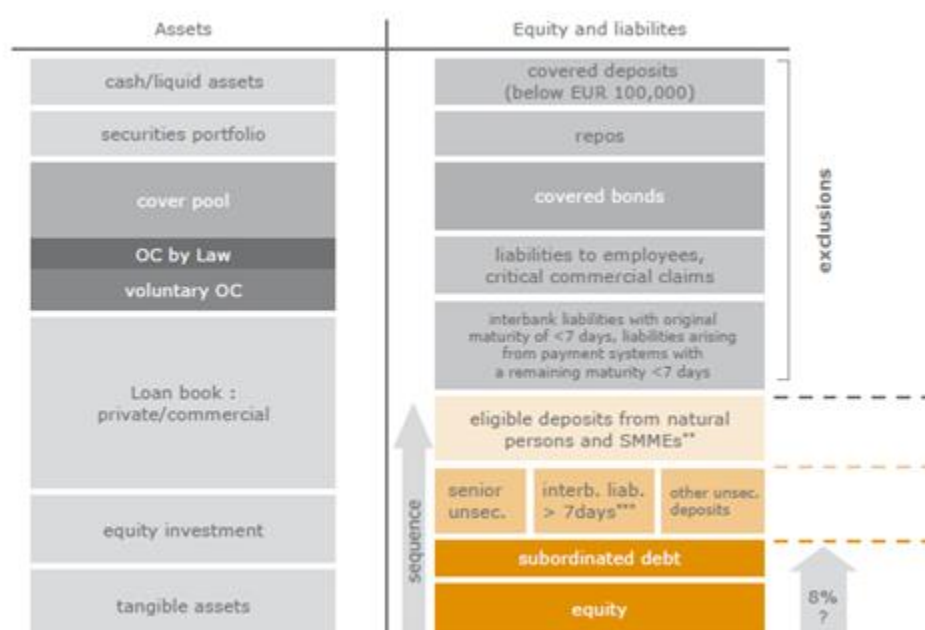 Assets
Equity and liabilites
cash/liquid assets
securities portfolio
cover pool
OC by Law
voluntary OC
Loan book :
private/commercial
equity investment
tangible assets
covered deposits
(below EUR 100,000)
repos
covered bonds
liabilities to employees,
critical commercial claims
interbank liabilities with original
maturity of <7 days, liabilities arising
from payment systems with
a remaining maturity <7 days
eligible deposits from natural
persons and SMMEs**
senior
unsec.
interb. liab.
> 7days***
other unsec.
deposits
subordinated debt
equity
exclusions
sequence
8%
?